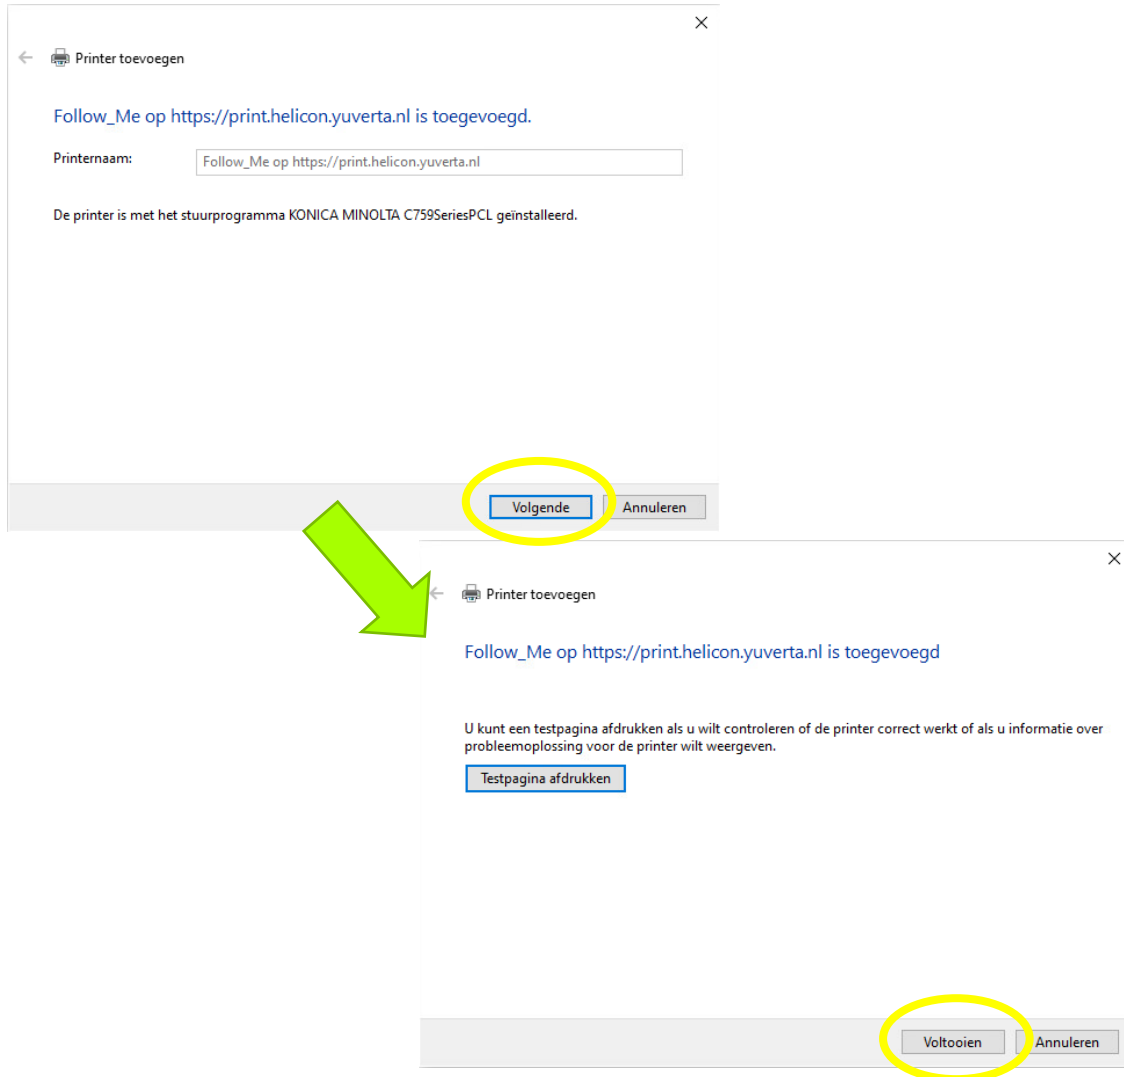 Printer toevoegen
Follow_Me op https://print.helicon.yuverta.nl is toegevoegd.
Printernaam:
Follow_Me op https://print.helicon.yuverta.nl
De printer is met het stuurprogramma KONICA MINOLTA C759SeriesPCL geïnstalleerd.
Volgende
Annuleren
Printer toevoegen
Follow_Me op https://print.helicon.yuverta.nl is toegevoegd
U kunt een testpagina afdrukken als u wilt controleren of de printer correct werkt of als u informatie over
probleemoplossing voor de printer wilt weergeven.
Testpagina afdrukken
Voltooien
Annuleren